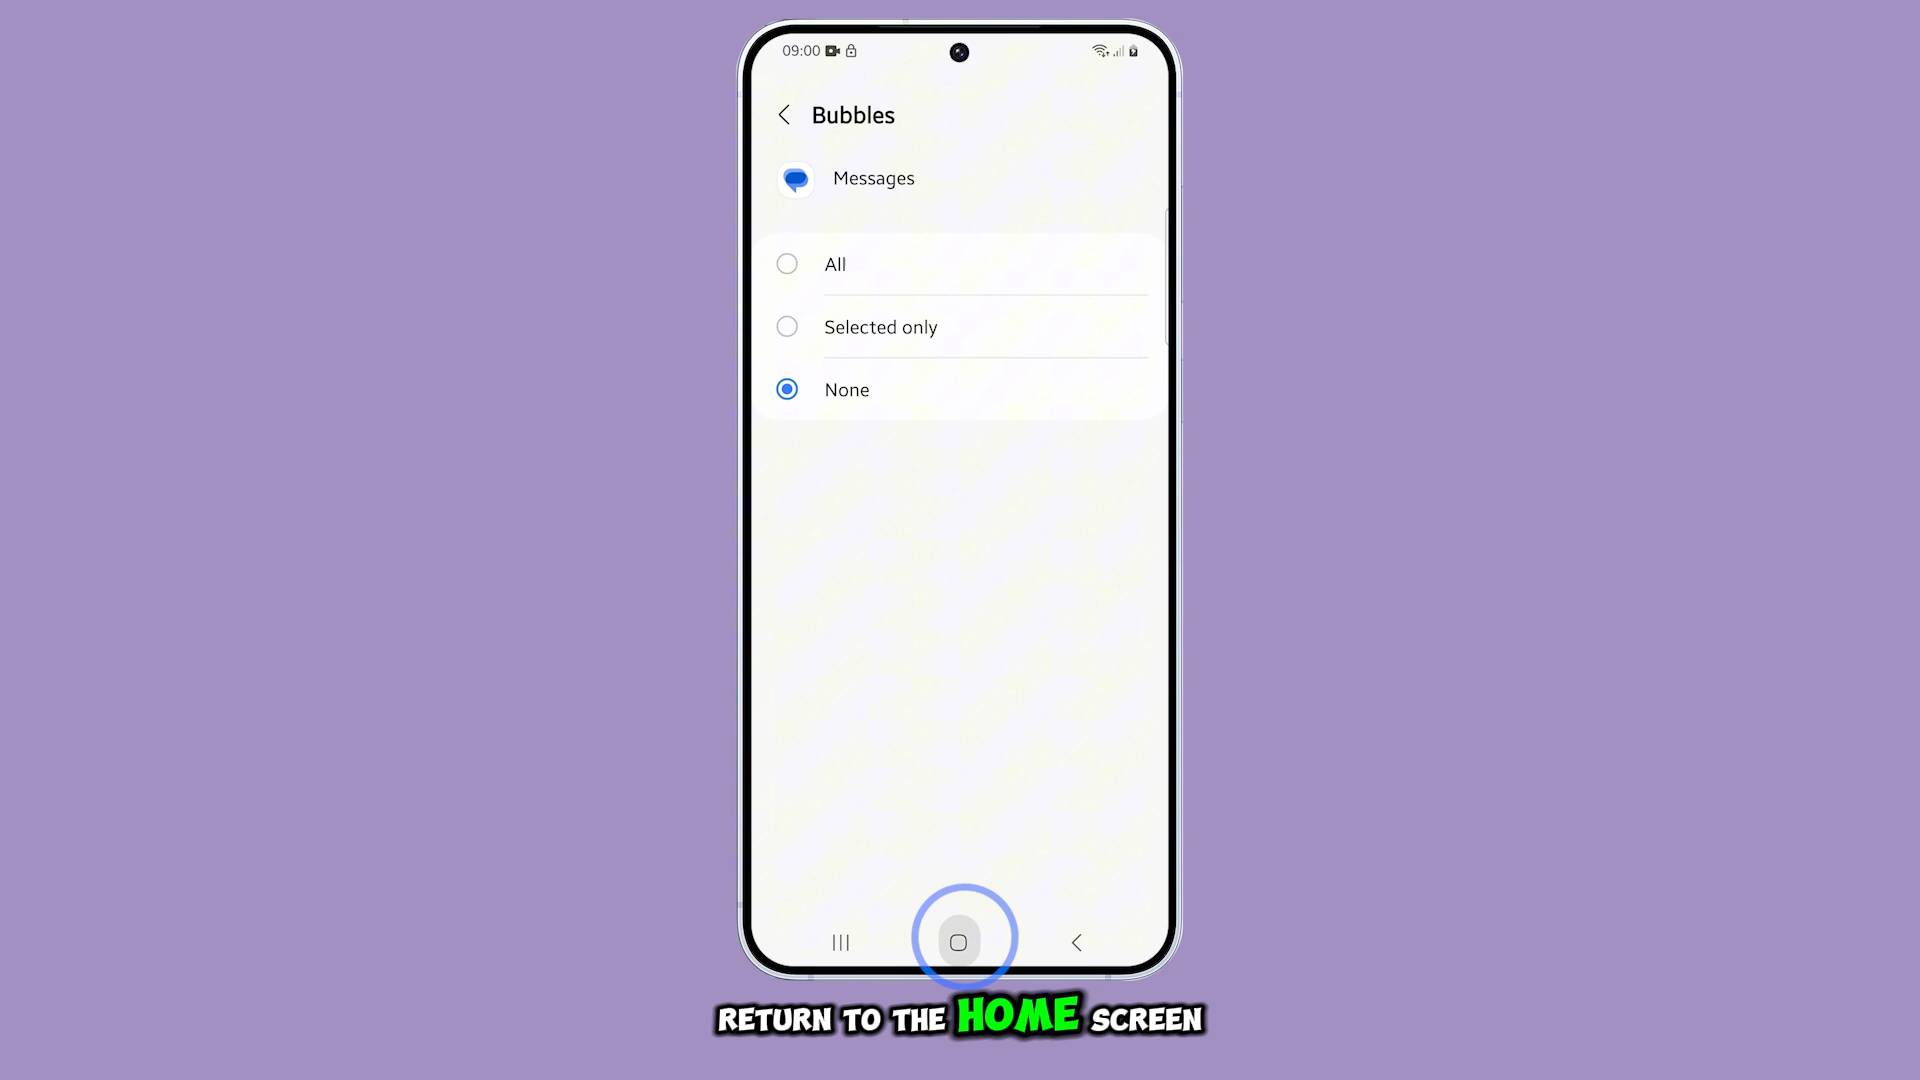 09:00
Bubbles
Messages
All
Selected only
None
RETURN TO THE HOME SCREEN